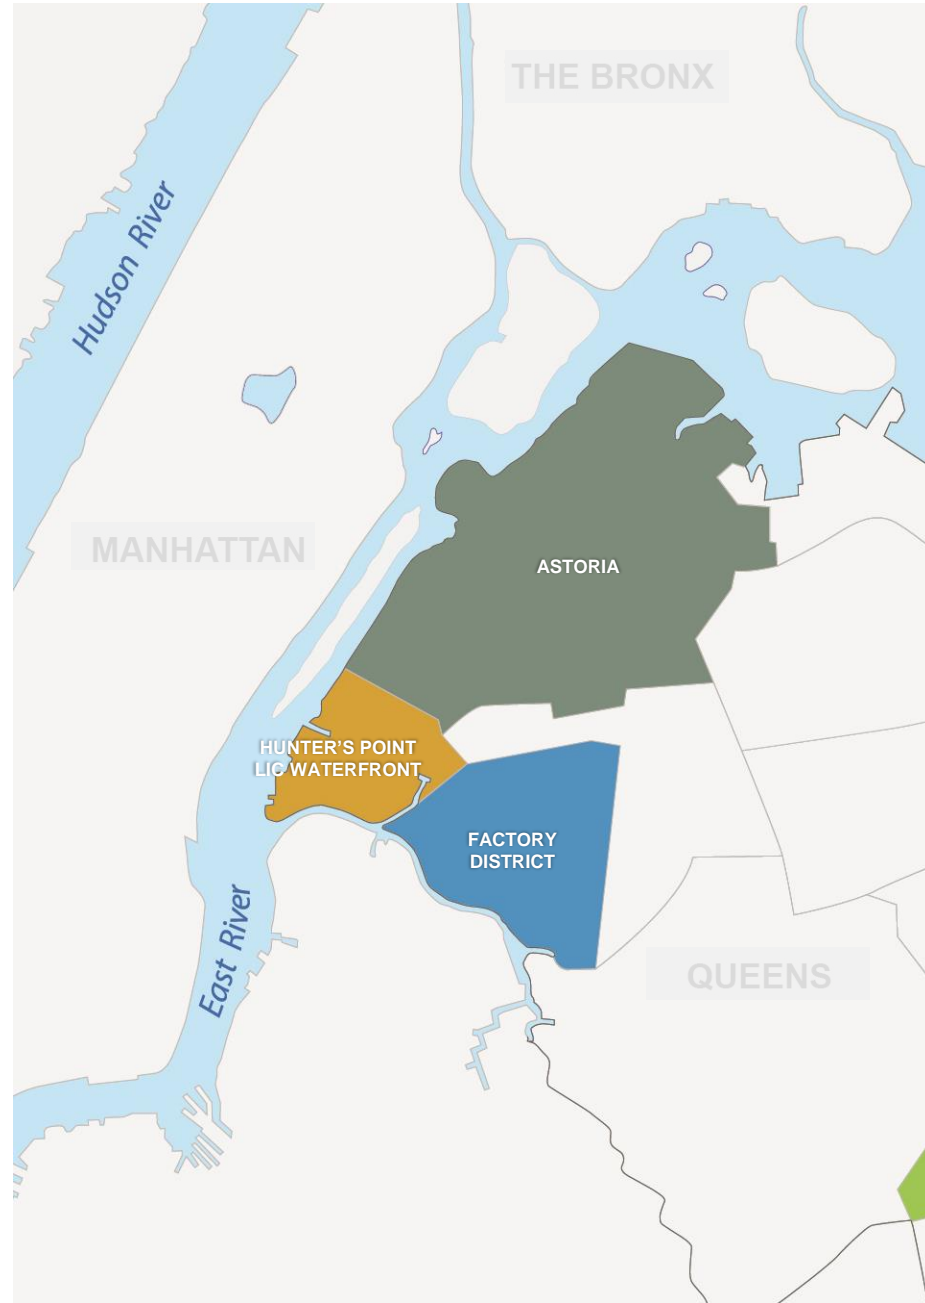 THE BRONX
Hudson River
MANHATTAN
ASTORIA
HUNTER'S POINT
LIC WATERFRONT
FACTORY
DISTRICT
East River
QUEENS